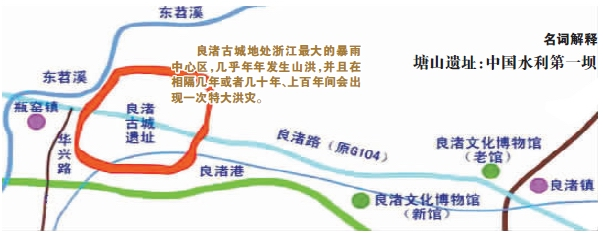 东苕溪
良渚古城地处浙江最大的暴雨
中心区,几乎年年发生山洪,并且在
相隔几年或者几十年、上百年间会出
现一次特大洪灾。
名词解释
塘山遗址:中国水利第一坝
东苕溪
瓶窑镇
华兴路
良渚
古城
遗址
良渚路(原G104)
良渚港
良渚文化博物馆
(老馆)
良渚镇
良渚文化博物馆
(新馆)